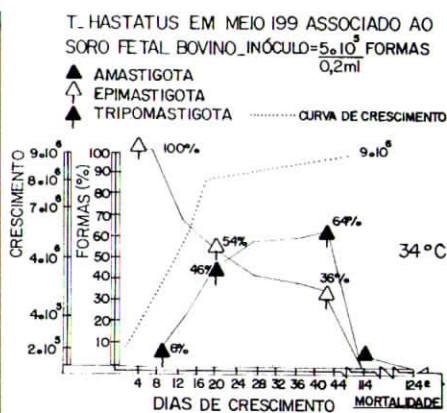 T_ HASTATUS EM MEIO 199 ASSOCIADO AO
SORO FETAL BOVINO_INÓCULO=5.10⁵ FORMAS
0,2ml
AMASTIGOTA
EPIMASTIGOTA
TRIPOMASTIGOTA CURVA DE CRESCIMENTO
CRESCIMENTO
9.10⁶
8.10⁶
7.10⁶
4.10⁶
4.10⁵
2.10⁵
FORMAS (%)
100
90
80
70
60
50
40
30
20
10
100%
9.10⁶
64%
54%
46%
36%
6%
34°C
4 8 12 16 20 24 28 32 36 40 44 114 124º
DIAS DE CRESCIMENTO MORTALIDADE